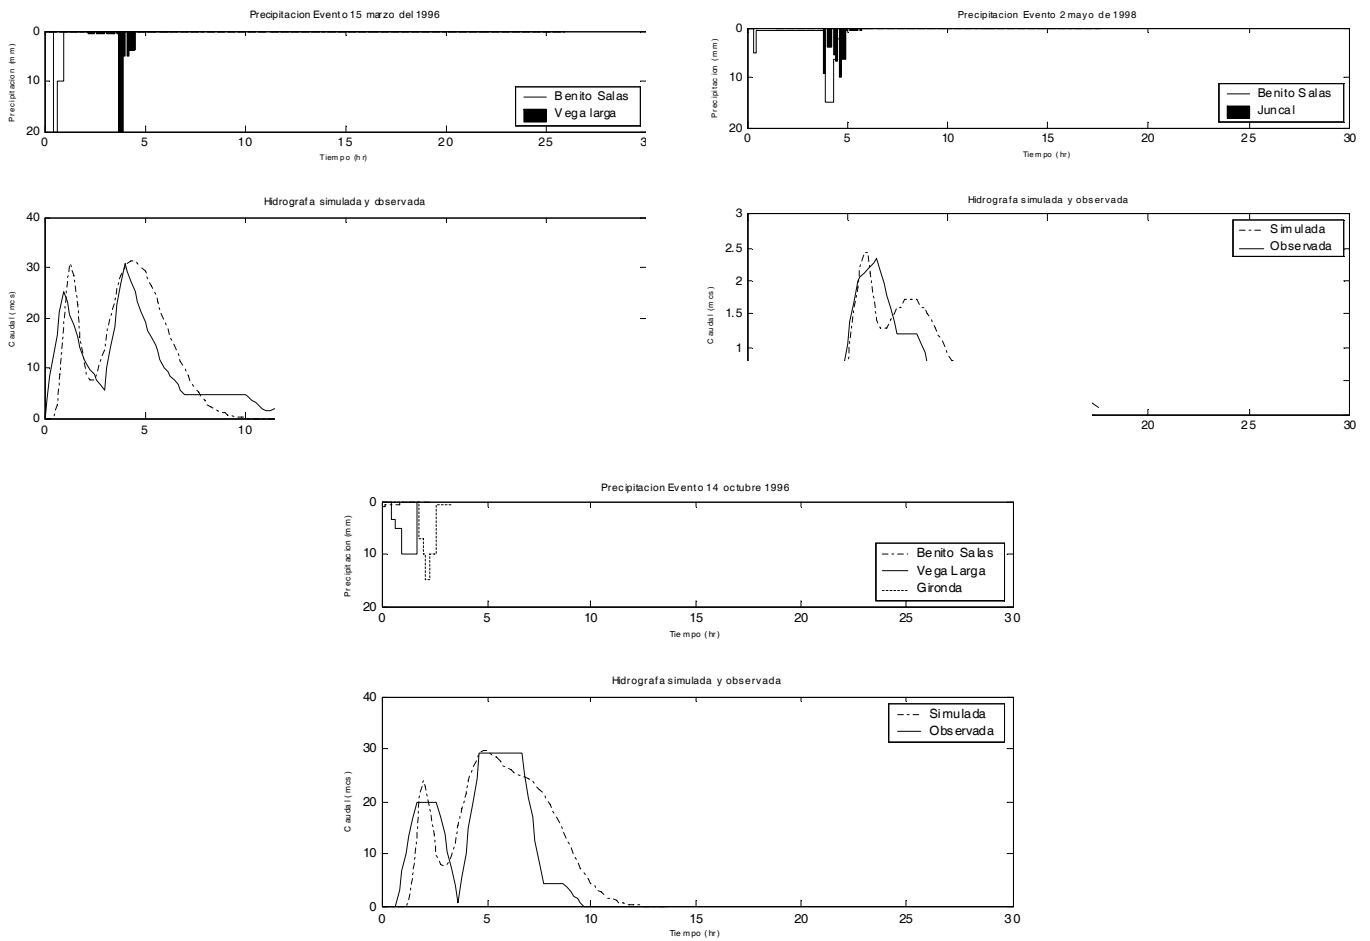 Precipitacion Evento 15 marzo del 1996
Precipitacion (mm)
0
10
20
Benito Salas
Vega larga
0 5 10 15 20 25 3
Tiempo (hr)
Hidrografa simulada y observada
Caudal (mcs)
40
30
20
10
0
0 5 10
Precipitacion Evento 2 mayo de 1998
Precipitacion (mm)
0
10
20
Benito Salas
Juncal
0 5 10 15 20 25 30
Tiempo (hr)
Hidrografa simulada y observada
Caudal (mcs)
3
2.5
2
1.5
1
Simulada
Observada
20 25 30
Precipitacion Evento 14 octubre 1996
Precipitacion (mm)
0
10
20
Benito Salas
Vega Larga
Gironda
0 5 10 15 20 25 30
Tiempo (hr)
Hidrografa simulada y observada
Caudal (mcs)
40
30
20
10
0
Simulada
Observada
0 5 10 15 20 25 30
Tiempo (hr)